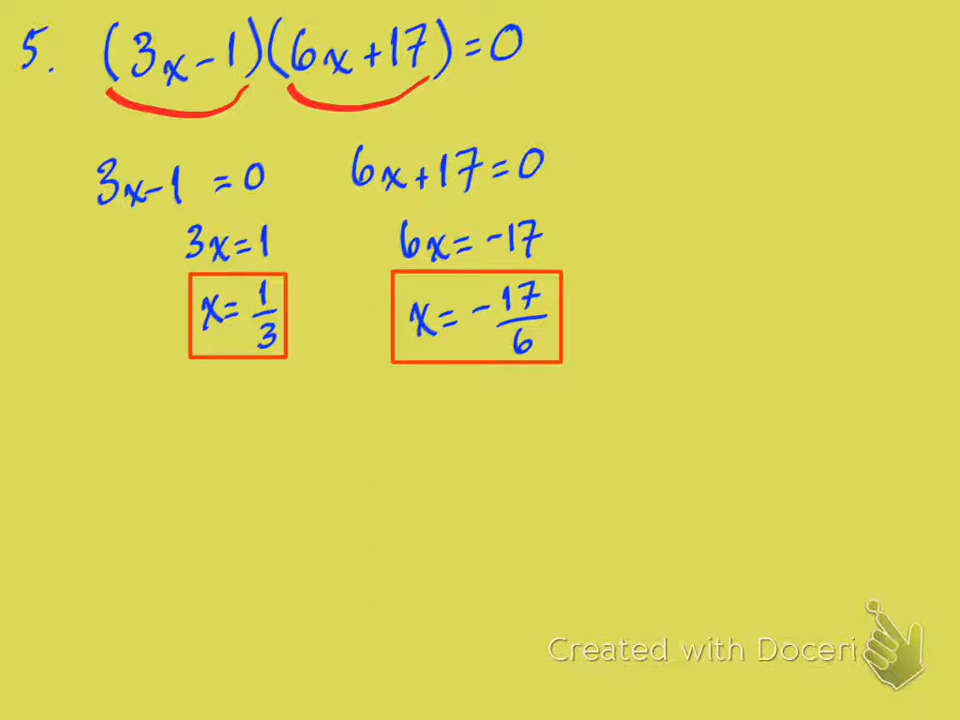 5. (3x-1)(6x+17)=0
3x-1 =0 6x+17=0
3x=1 6x=-17
x=1/3 x=-17/6
Created with Doceri